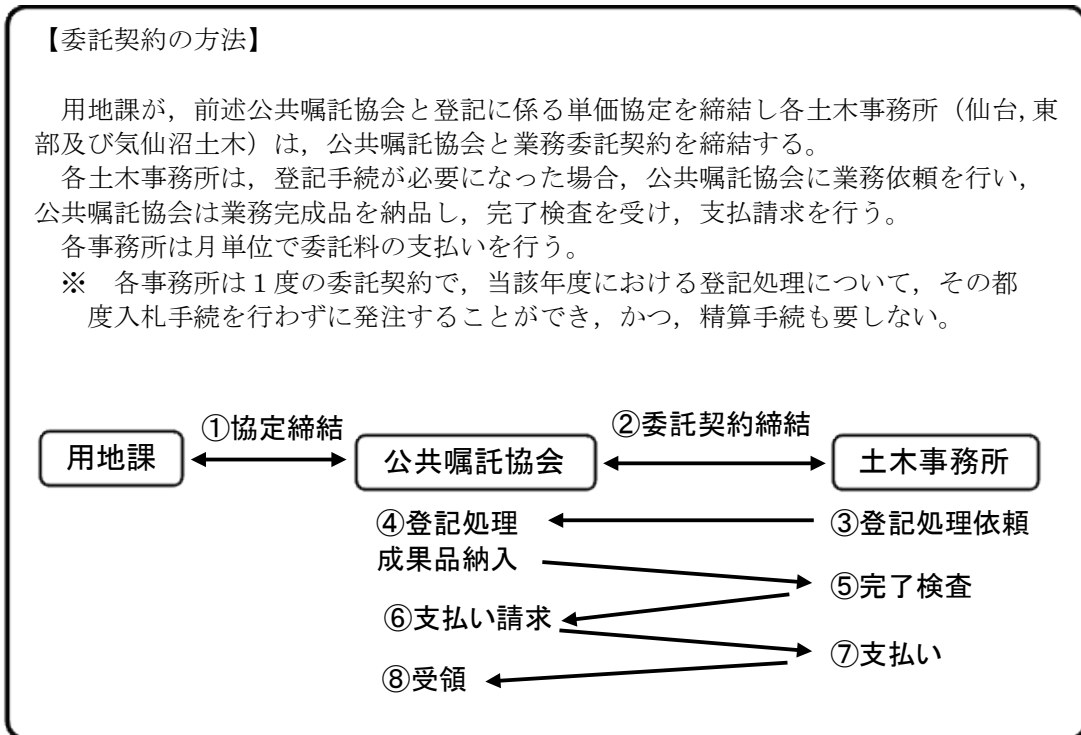 【委託契約の方法】
用地課が，前述公共嘱託協会と登記に係る単価協定を締結し各土木事務所（仙台，東
部及び気仙沼土木）は，公共嘱託協会と業務委託契約を締結する。
各土木事務所は，登記手続が必要になった場合，公共嘱託協会に業務依頼を行い，
公共嘱託協会は業務完成品を納品し，完了検査を受け，支払請求を行う。
各事務所は月単位で委託料の支払いを行う。
※　各事務所は１度の委託契約で，当該年度における登記処理について，その都
度入札手続を行わずに発注することができ，かつ，精算手続も要しない。
①協定締結
②委託契約締結
用地課
公共嘱託協会
土木事務所
④登記処理
③登記処理依頼
成果品納入
⑤完了検査
⑥支払い請求
⑦支払い
⑧受領